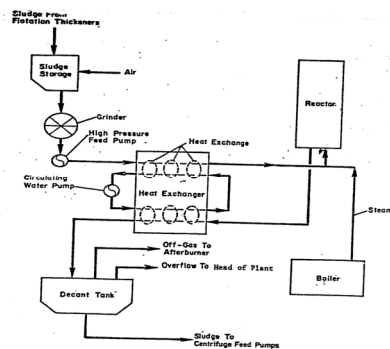 Sludge From
Flotation Thickeners
Sludge
Storage
Air
Grinder
High Pressure
Feed Pump
Heat Exchange
Reactor
Circulating
Water Pump
Heat Exchanger
Steam
Off-Gas To
Afterburner
Overflow To Head of Plant
Decant Tank
Boiler
Sludge To
Centrifuge Feed Pumps